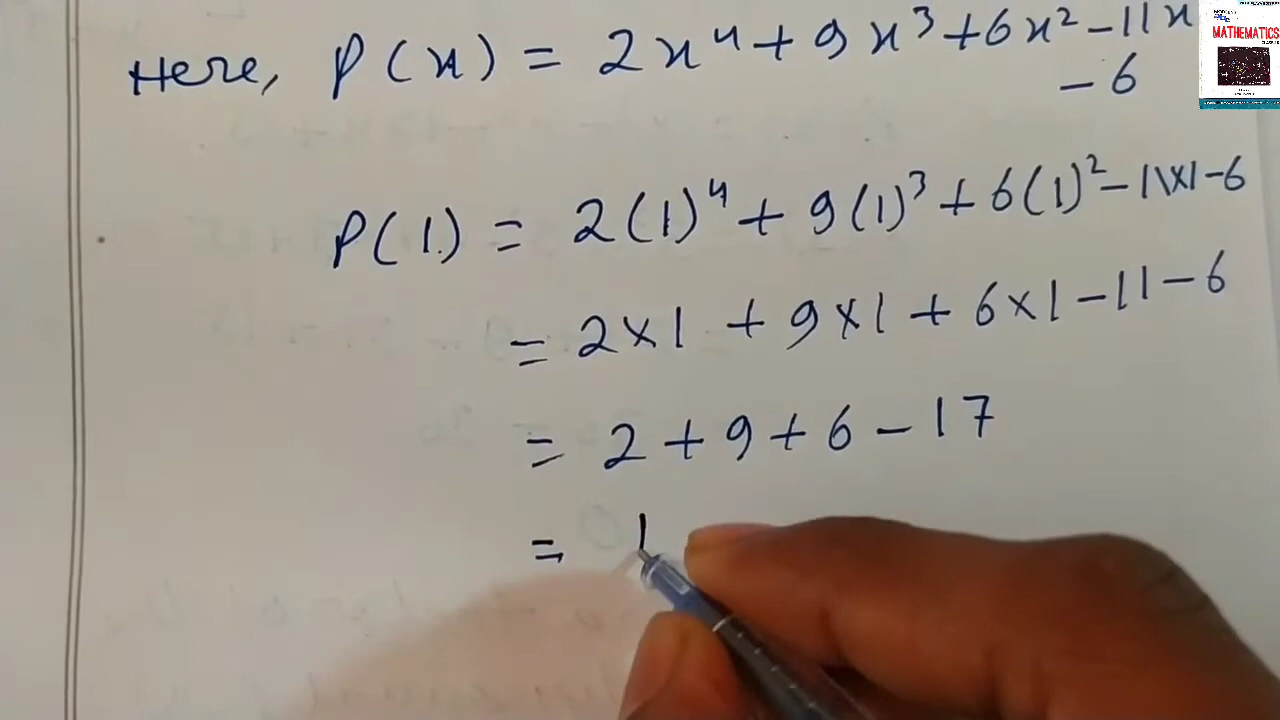 Here, P(x) = 2x⁴ + 9x³ + 6x² - 11x
- 6
P(1) = 2(1)⁴ + 9(1)³ + 6(1)² - 11×1 - 6
= 2×1 + 9×1 + 6×1 - 11 - 6
= 2 + 9 + 6 - 17
= 1
MATHEMATICS